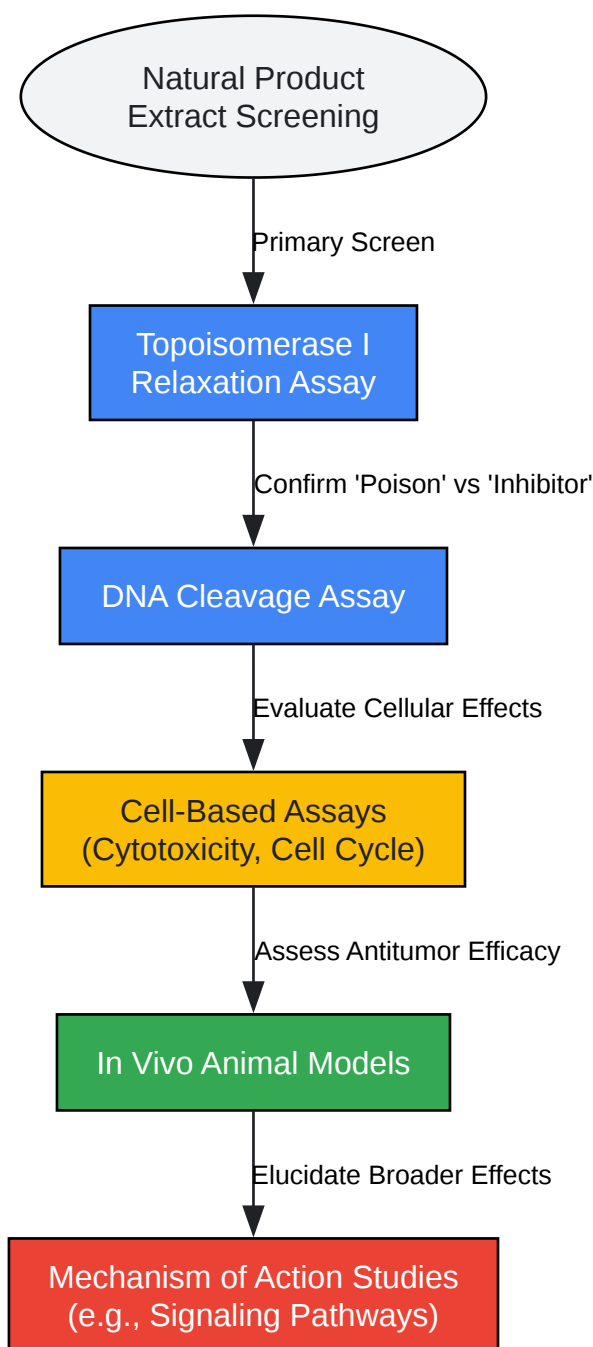 Natural Product
Extract Screening
Primary Screen
Topoisomerase I
Relaxation Assay
Confirm 'Poison' vs 'Inhibitor'
DNA Cleavage Assay
Evaluate Cellular Effects
Cell-Based Assays
(Cytotoxicity, Cell Cycle)
Assess Antitumor Efficacy
In Vivo Animal Models
Elucidate Broader Effects
Mechanism of Action Studies
(e.g., Signaling Pathways)